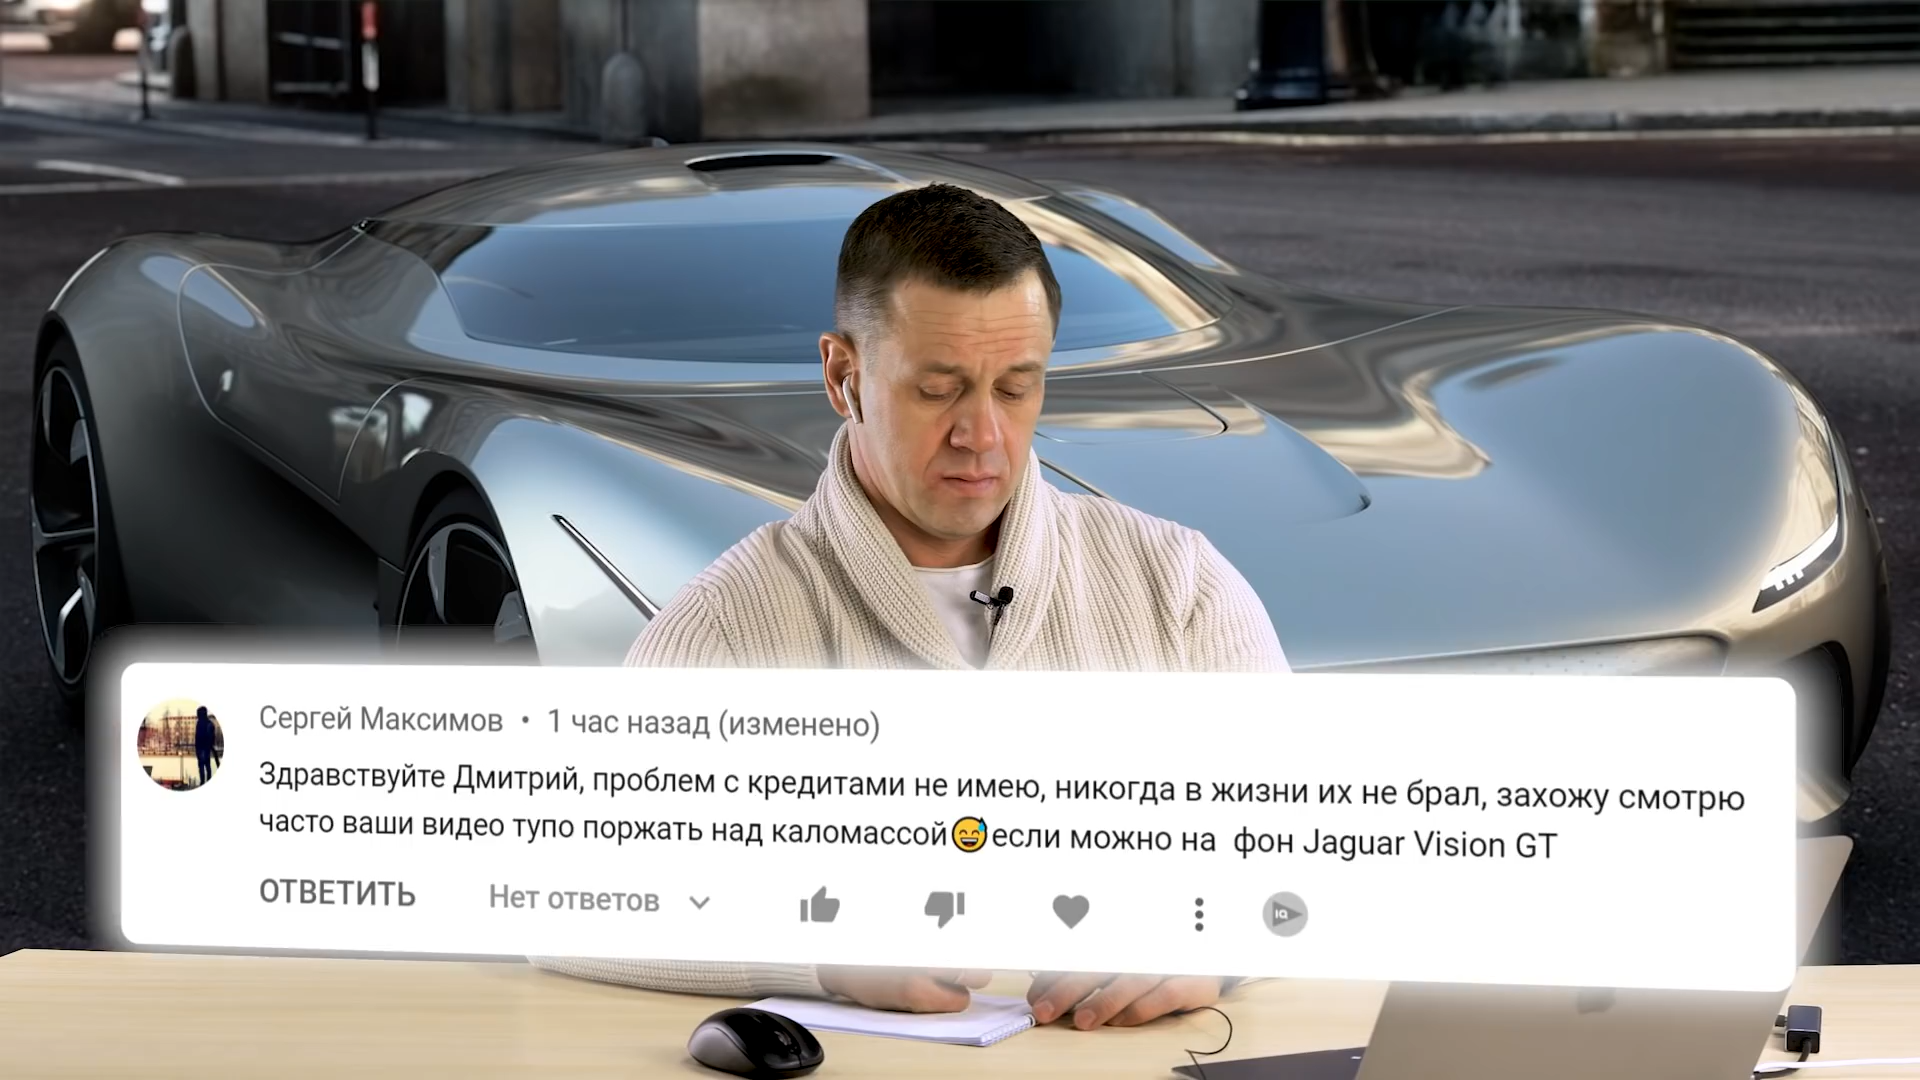 Сергей Максимов • 1 час назад (изменено)
Здравствуйте Дмитрий, проблем с кредитами не имею, никогда в жизни их не брал, захожу смотрю
часто ваши видео тупо поржать над каломассой😅если можно на фон Jaguar Vision GT
ОТВЕТИТЬ Нет ответов
IQ